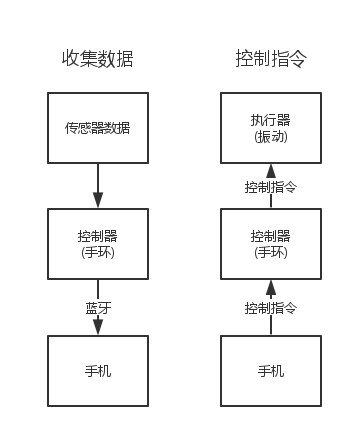 收集数据
传感器数据
控制器
(手环)
蓝牙
手机
控制指令
执行器
(振动)
控制指令
控制器
(手环)
控制指令
手机